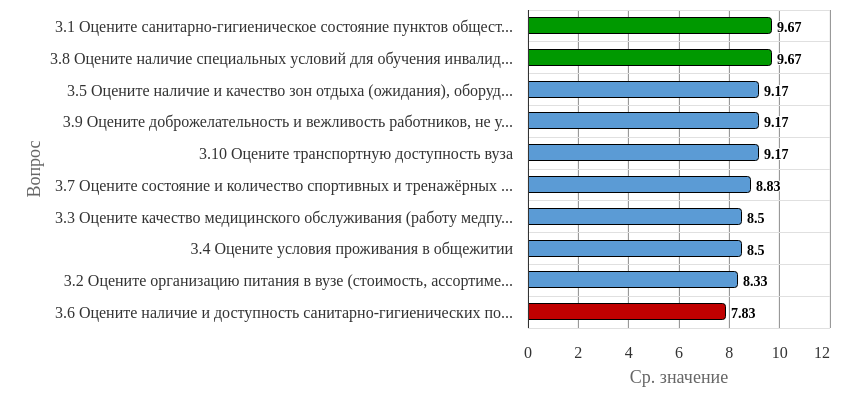 3.1 Оцените санитарно-гигиеническое состояние пунктов общест... 9.67
3.8 Оцените наличие специальных условий для обучения инвалид... 9.67
3.5 Оцените наличие и качество зон отдыха (ожидания), оборуд... 9.17
3.9 Оцените доброжелательность и вежливость работников, не у... 9.17
3.10 Оцените транспортную доступность вуза 9.17
3.7 Оцените состояние и количество спортивных и тренажёрных ... 8.83
3.3 Оцените качество медицинского обслуживания (работу медпу... 8.5
3.4 Оцените условия проживания в общежитии 8.5
3.2 Оцените организацию питания в вузе (стоимость, ассортиме... 8.33
3.6 Оцените наличие и доступность санитарно-гигиенических по... 7.83
Вопрос
0 2 4 6 8 10 12
Ср. значение